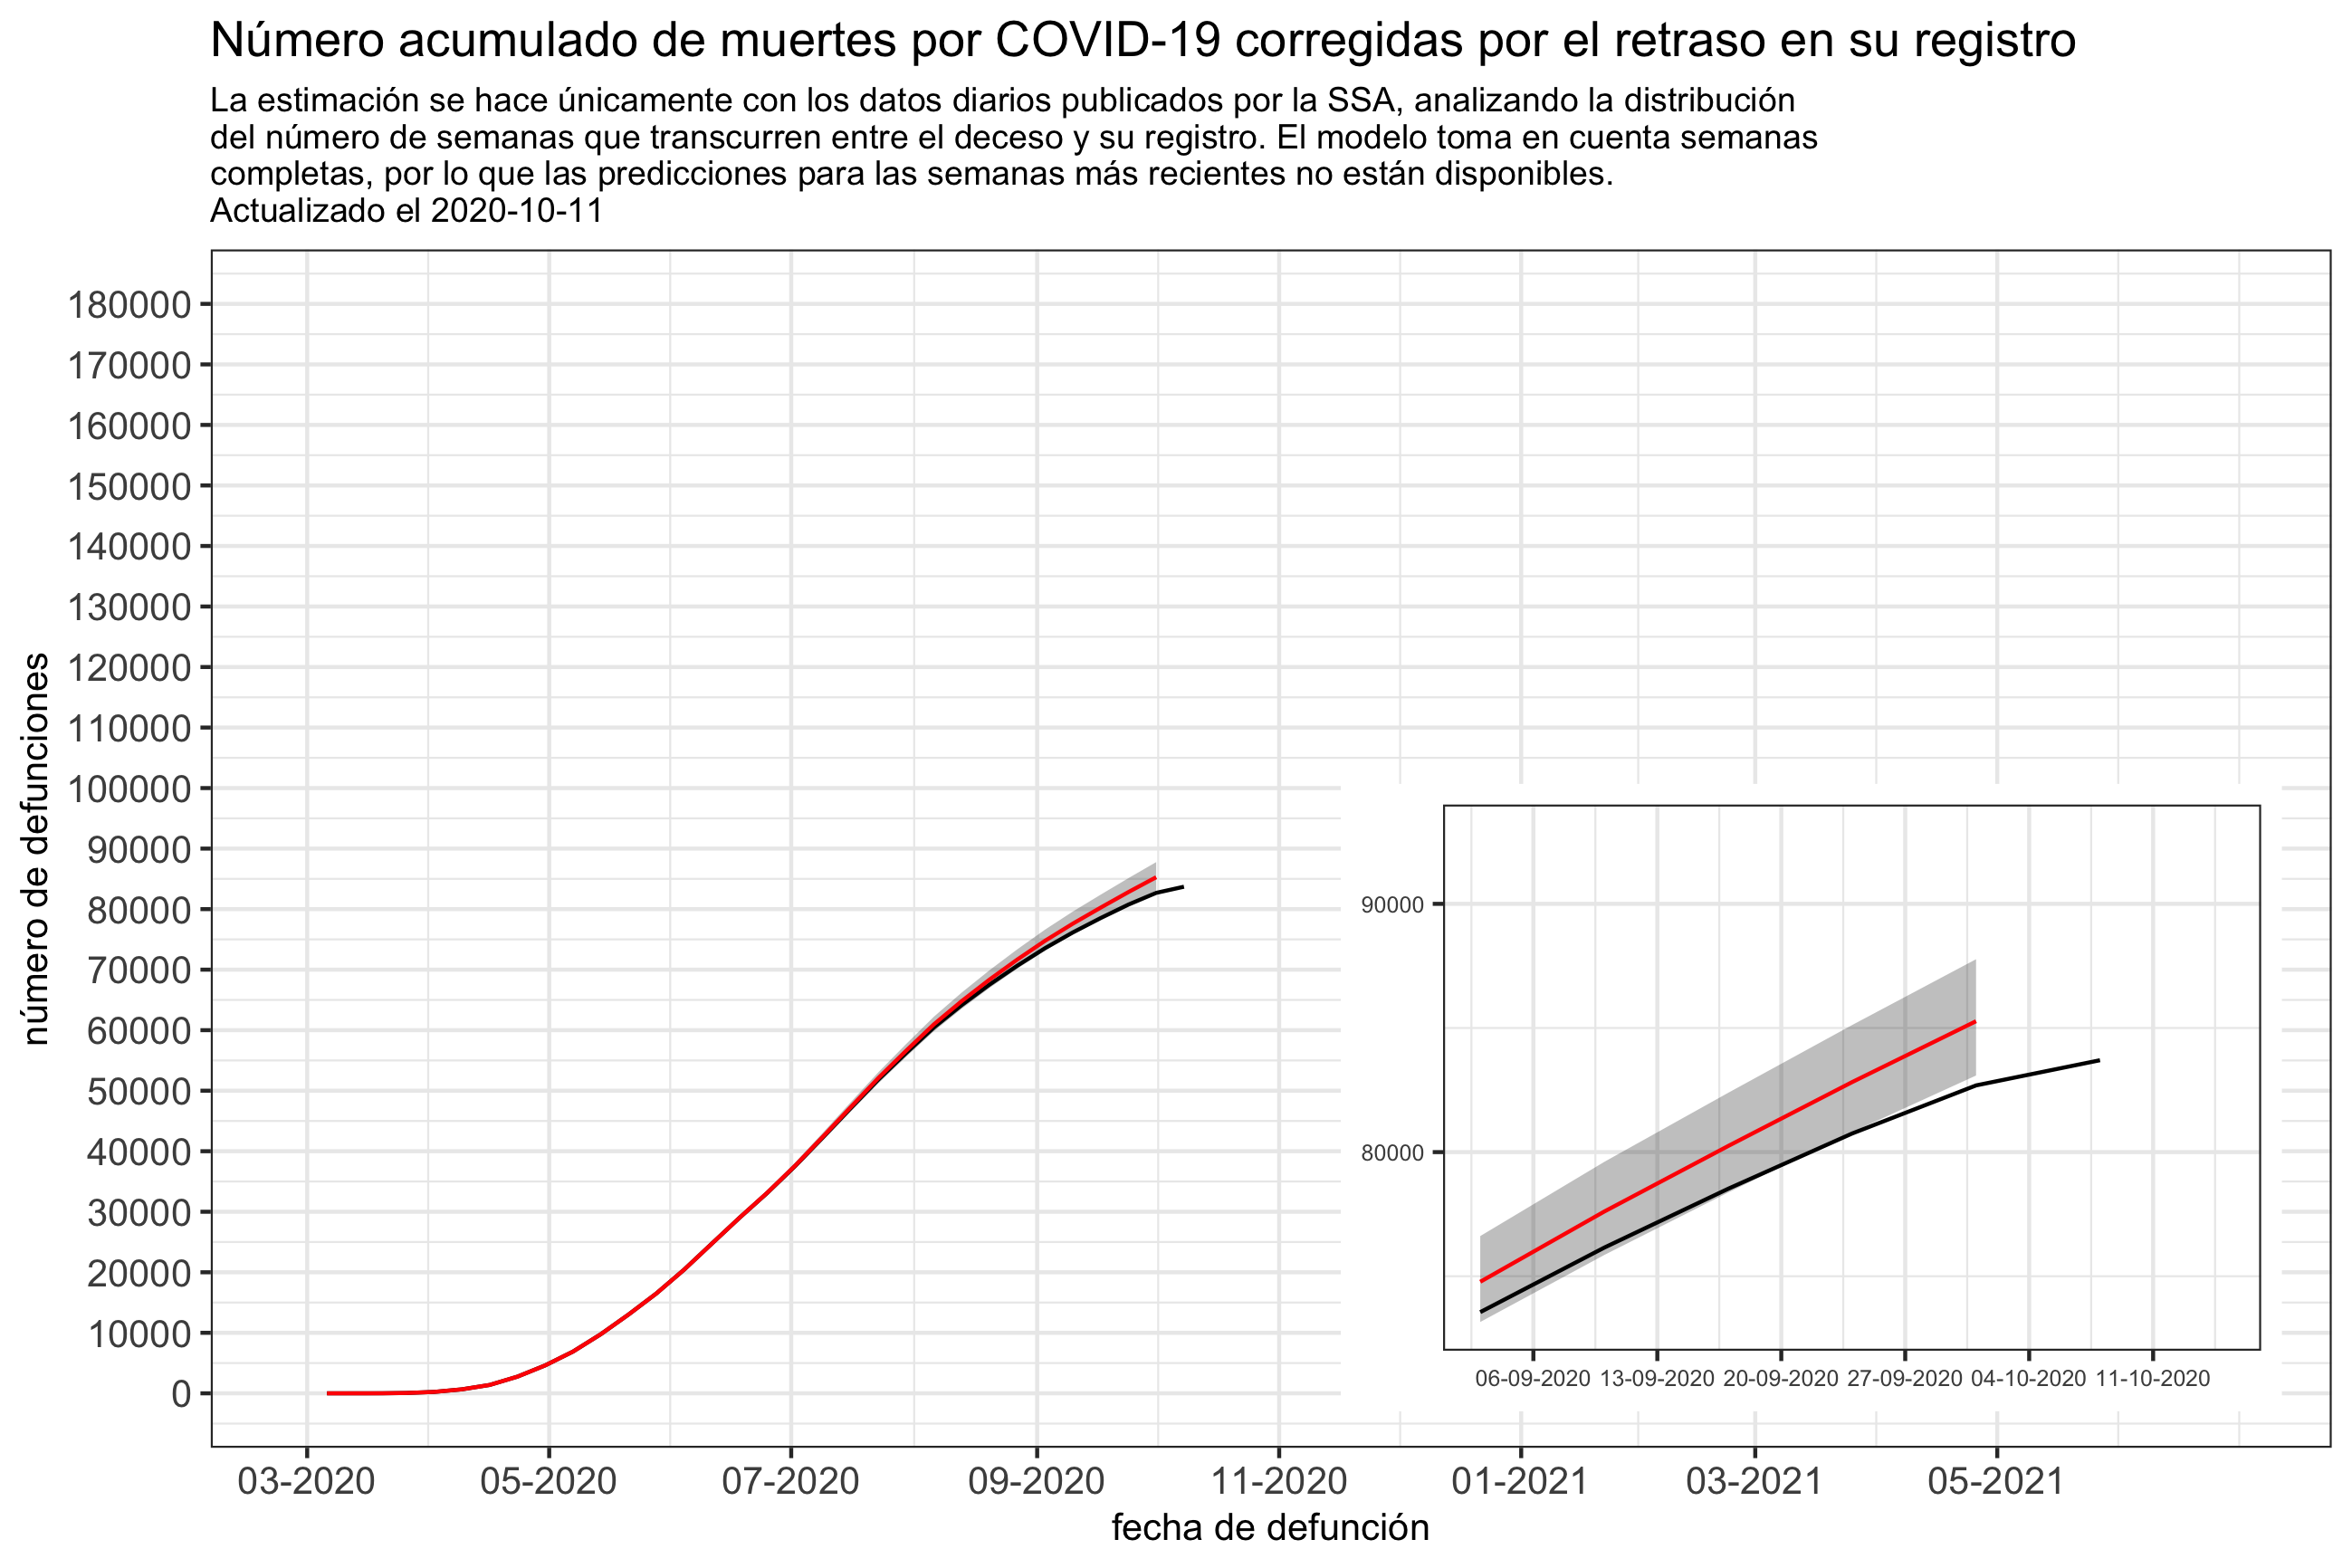 Número acumulado de muertes por COVID-19 corregidas por el retraso en su registro
La estimación se hace únicamente con los datos diarios publicados por la SSA, analizando la distribución
del número de semanas que transcurren entre el deceso y su registro. El modelo toma en cuenta semanas
completas, por lo que las predicciones para las semanas más recientes no están disponibles.
Actualizado el 2020-10-11
número de defunciones
180000
170000
160000
150000
140000
130000
120000
110000
100000
90000
80000
70000
60000
50000
40000
30000
20000
10000
0
90000
80000
06-09-2020 13-09-2020 20-09-2020 27-09-2020 04-10-2020 11-10-2020
03-2020 05-2020 07-2020 09-2020 11-2020 01-2021 03-2021 05-2021
fecha de defunción